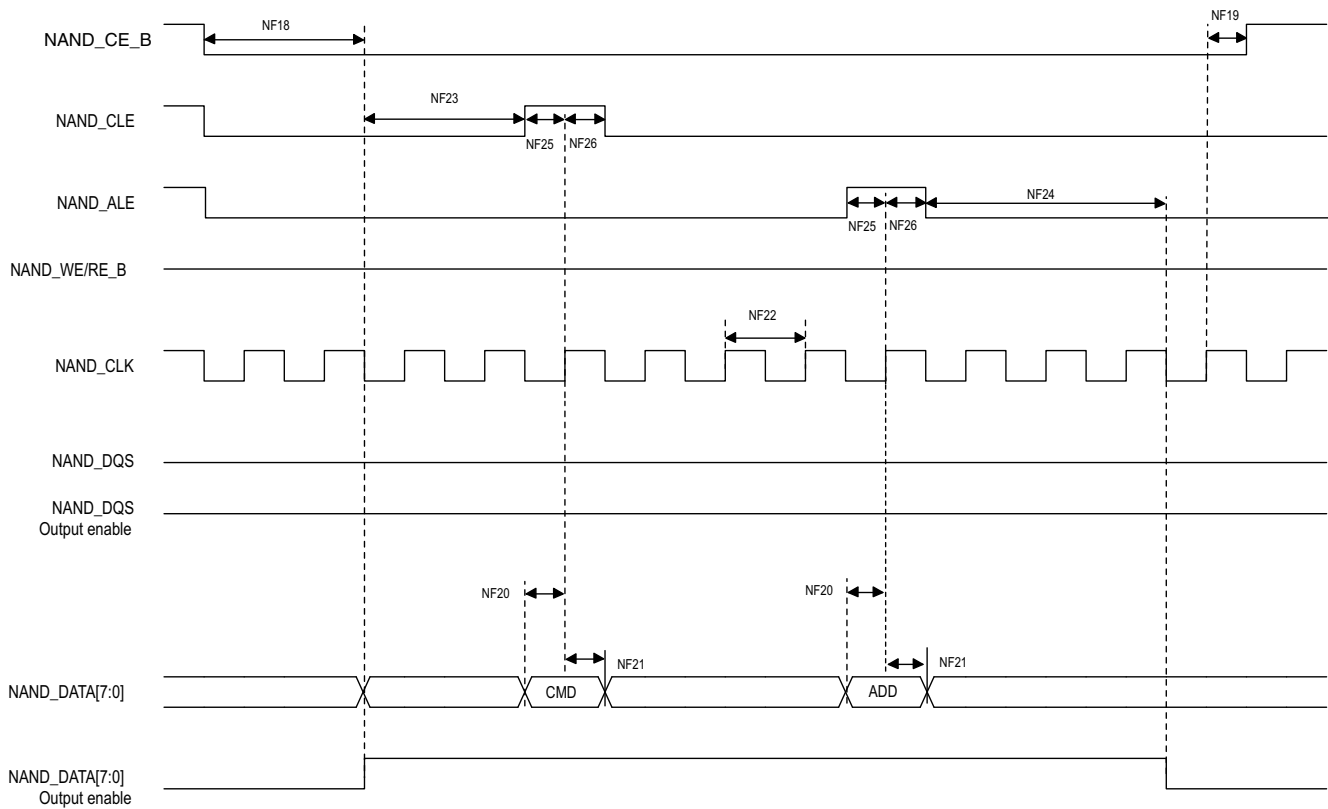 NF18
NF19
NAND_CE_B
NF23
NAND_CLE
NF25 NF26
NF24
NAND_ALE
NF25 NF26
NAND_WE/RE_B
NF22
NAND_CLK
NAND_DQS
NAND_DQS
Output enable
NF20
NF20
NF21
NF21
NAND_DATA[7:0]
CMD
ADD
NAND_DATA[7:0]
Output enable